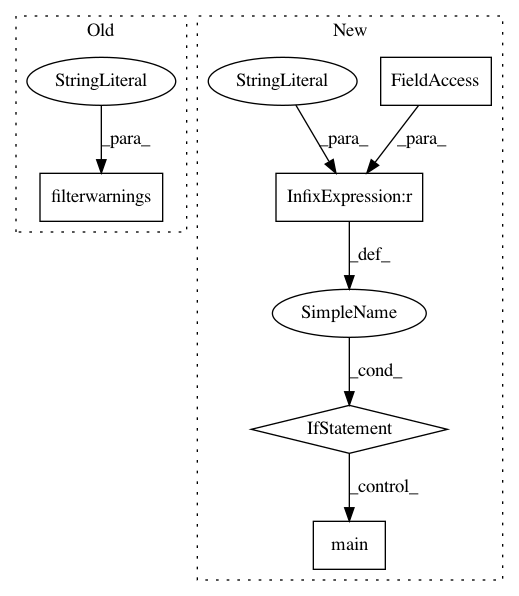 Old
New
StringLiteral
StringLiteral
FieldAccess
_para_
_para_
_para_
filterwarnings
InfixExpression:r
_def_
SimpleName
_cond_
IfStatement
_control_
main